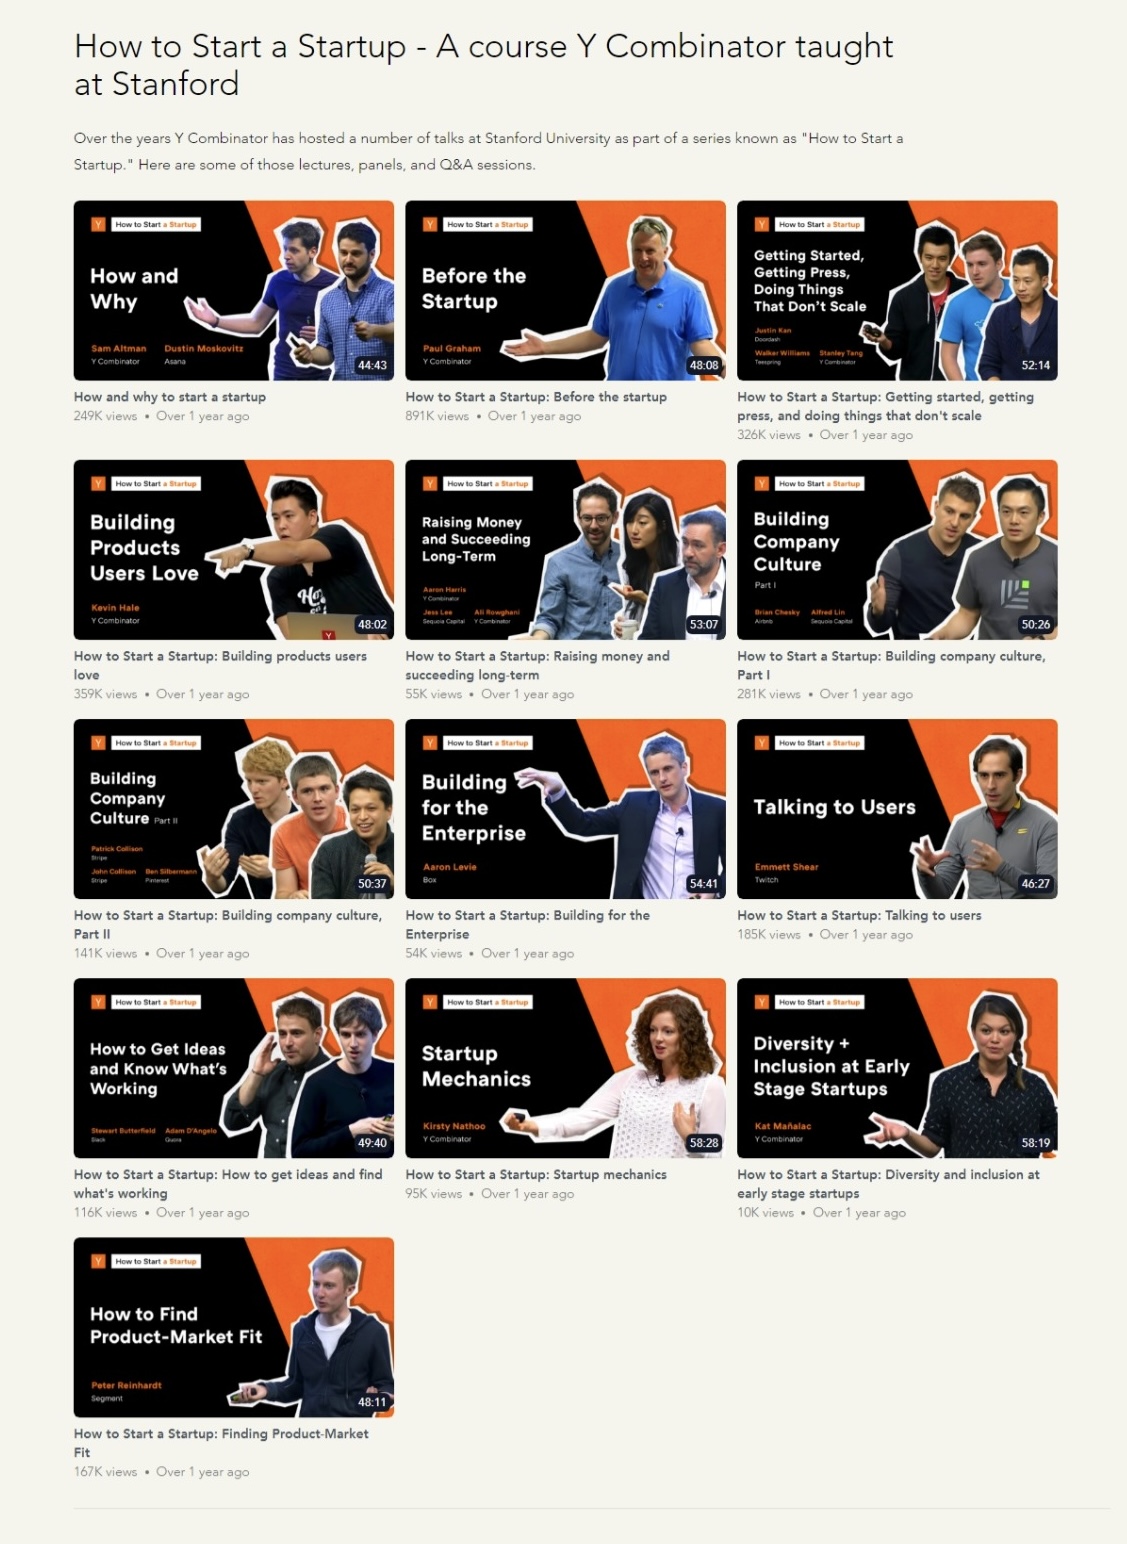 How to Start a Startup - A course Y Combinator taught
at Stanford
Over the years Y Combinator has hosted a number of talks at Stanford University as part of a series known as "How to Start a
Startup." Here are some of those lectures, panels, and Q&A sessions.
Y How to Start a Startup
How and
Why
Sam Altman Dustin Moskovitz
Y Combinator Asana
44:43
How and why to start a startup
249K views • Over 1 year ago
Y How to Start a Startup
Before the
Startup
Paul Graham
Y Combinator
48:08
How to Start a Startup: Before the startup
891K views • Over 1 year ago
Y How to Start a Startup
Getting Started,
Getting Press,
Doing Things
That Don't Scale
Justin Kan
Doordash
Walker Williams Stanley Tang
Teespring Y Combinator
52:14
How to Start a Startup: Getting started, getting
press, and doing things that don't scale
326K views • Over 1 year ago
Y How to Start a Startup
Building
Products
Users Love
Kevin Hale
Y Combinator
Y
48:02
How to Start a Startup: Building products users
love
359K views • Over 1 year ago
Y How to Start a Startup
Raising Money
and Succeeding
Long-Term
Aaron Harris
Y Combinator
Jess Lee Ali Rowghani
Sequoia Capital Y Combinator
53:07
How to Start a Startup: Raising money and
succeeding long-term
55K views • Over 1 year ago
Y How to Start a Startup
Building
Company
Culture
Part I
Brian Chesky Alfred Lin
Airbnb Sequoia Capital
50:26
How to Start a Startup: Building company culture,
Part I
281K views • Over 1 year ago
Y How to Start a Startup
Building
Company
Culture Part II
Patrick Collison
Stripe
John Collison Ben Silbermann
Stripe Pinterest
50:37
How to Start a Startup: Building company culture,
Part II
141K views • Over 1 year ago
Y How to Start a Startup
Building
for the
Enterprise
Aaron Levie
Box
54:41
How to Start a Startup: Building for the
Enterprise
54K views • Over 1 year ago
Y How to Start a Startup
Talking to Users
Emmett Shear
Twitch
46:27
How to Start a Startup: Talking to users
185K views • Over 1 year ago
Y How to Start a Startup
How to Get Ideas
and Know What's
Working
Stewart Butterfield Adam D'Angelo
Slack Quora
49:40
How to Start a Startup: How to get ideas and find
what's working
116K views • Over 1 year ago
Y How to Start a Startup
Startup
Mechanics
Kirsty Nathoo
Y Combinator
58:28
How to Start a Startup: Startup mechanics
95K views • Over 1 year ago
Y How to Start a Startup
Diversity +
Inclusion at Early
Stage Startups
Kat Mañalac
Y Combinator
58:19
How to Start a Startup: Diversity and inclusion at
early stage startups
10K views • Over 1 year ago
Y How to Start a Startup
How to Find
Product-Market Fit
Peter Reinhardt
Segment
48:11
How to Start a Startup: Finding Product-Market
Fit
167K views • Over 1 year ago